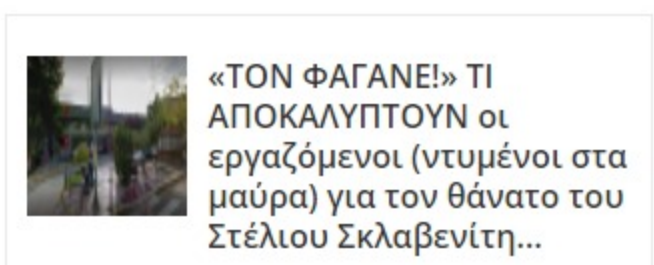 «ΤΟΝ ΦΑΓΑΝΕ!» ΤΙ
ΑΠΟΚΑΛΥΠΤΟΥΝ οι
εργαζόμενοι (ντυμένοι στα
μαύρα) για τον θάνατο του
Στέλιου Σκλαβενίτη...